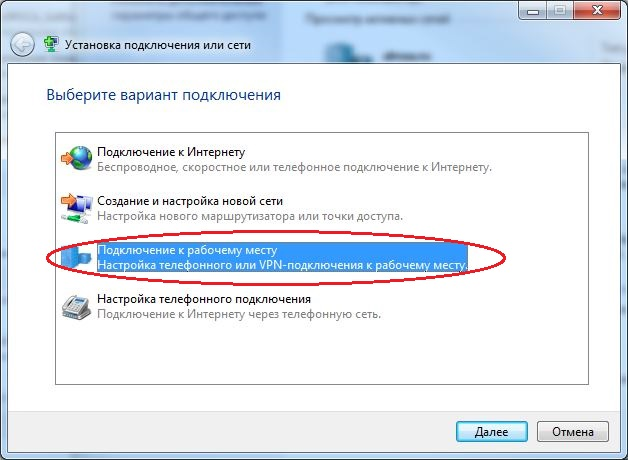 Установка подключения или сети
Выберите вариант подключения
Подключение к Интернету
Беспроводное, скоростное или телефонное подключение к Интернету.
Создание и настройка новой сети
Настройка нового маршрутизатора или точки доступа.
Подключение к рабочему месту
Настройка телефонного или VPN-подключения к рабочему месту.
Настройка телефонного подключения
Подключение к Интернету через телефонную сеть.
Далее
Отмена